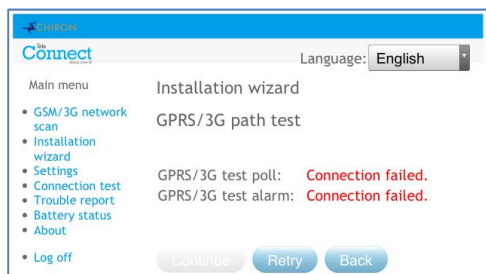 CHIRON
iris
Connect
Language: English
Main menu
Installation wizard
• GSM/3G network
scan
GPRS/3G path test
• Installation
wizard
• Settings
GPRS/3G test poll: Connection failed.
• Connection test
GPRS/3G test alarm: Connection failed.
• Trouble report
• Battery status
• About
• Log off
Continue Retry Back